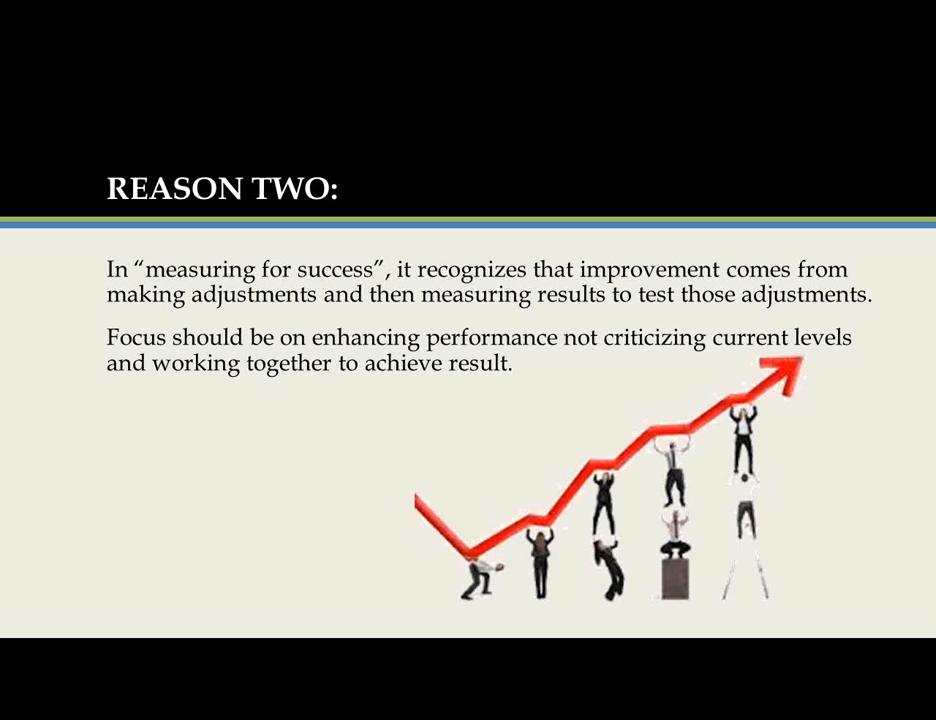 REASON TWO:
In “measuring for success”, it recognizes that improvement comes from
making adjustments and then measuring results to test those adjustments.
Focus should be on enhancing performance not criticizing current levels
and working together to achieve result.